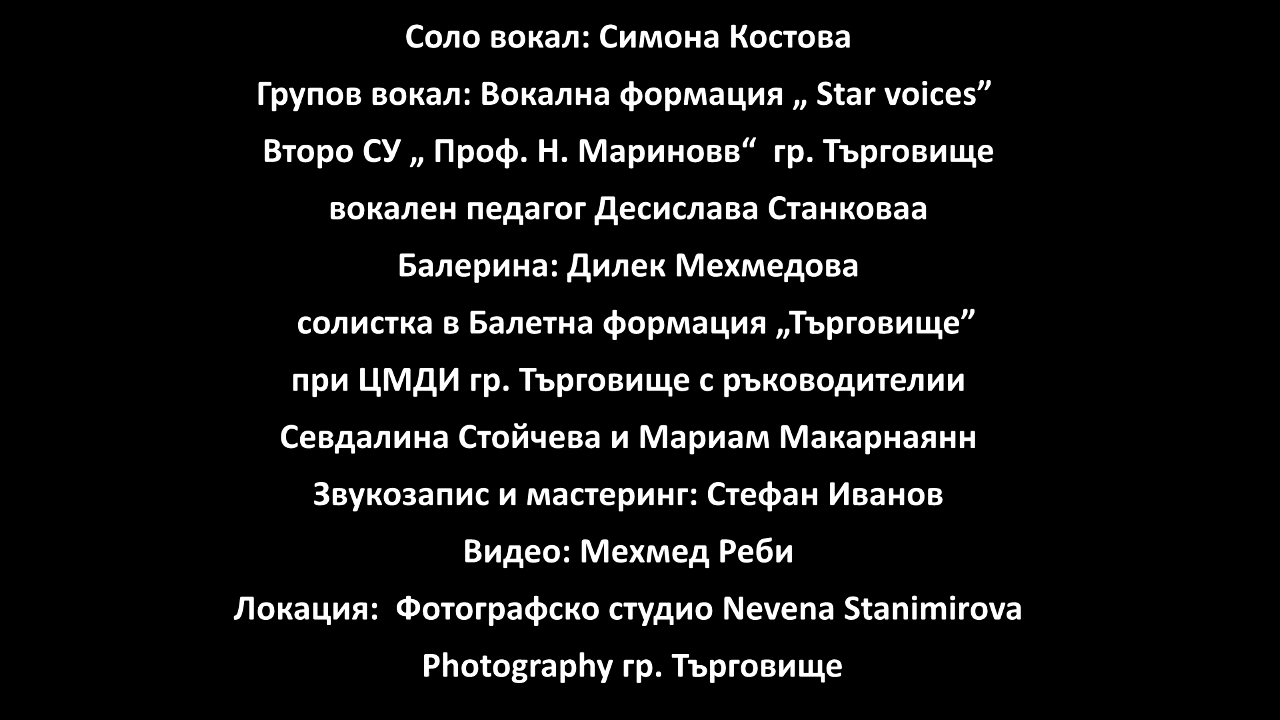 Соло вокал: Симона Костова
Групов вокал: Вокална формация „ Star voices”
Второ СУ „ Проф. Н. Мариновв“  гр. Търговище
вокален педагог Десислава Станковаа
Балерина: Дилек Мехмедова
солистка в Балетна формация „Търговище”
при ЦМДИ гр. Търговище с ръководителии
Севдалина Стойчева и Мариам Макарнаянн
Звукозапис и мастеринг: Стефан Иванов
Видео: Мехмед Реби
Локация:  Фотографско студио Nevena Stanimirova
Photography гр. Търговище